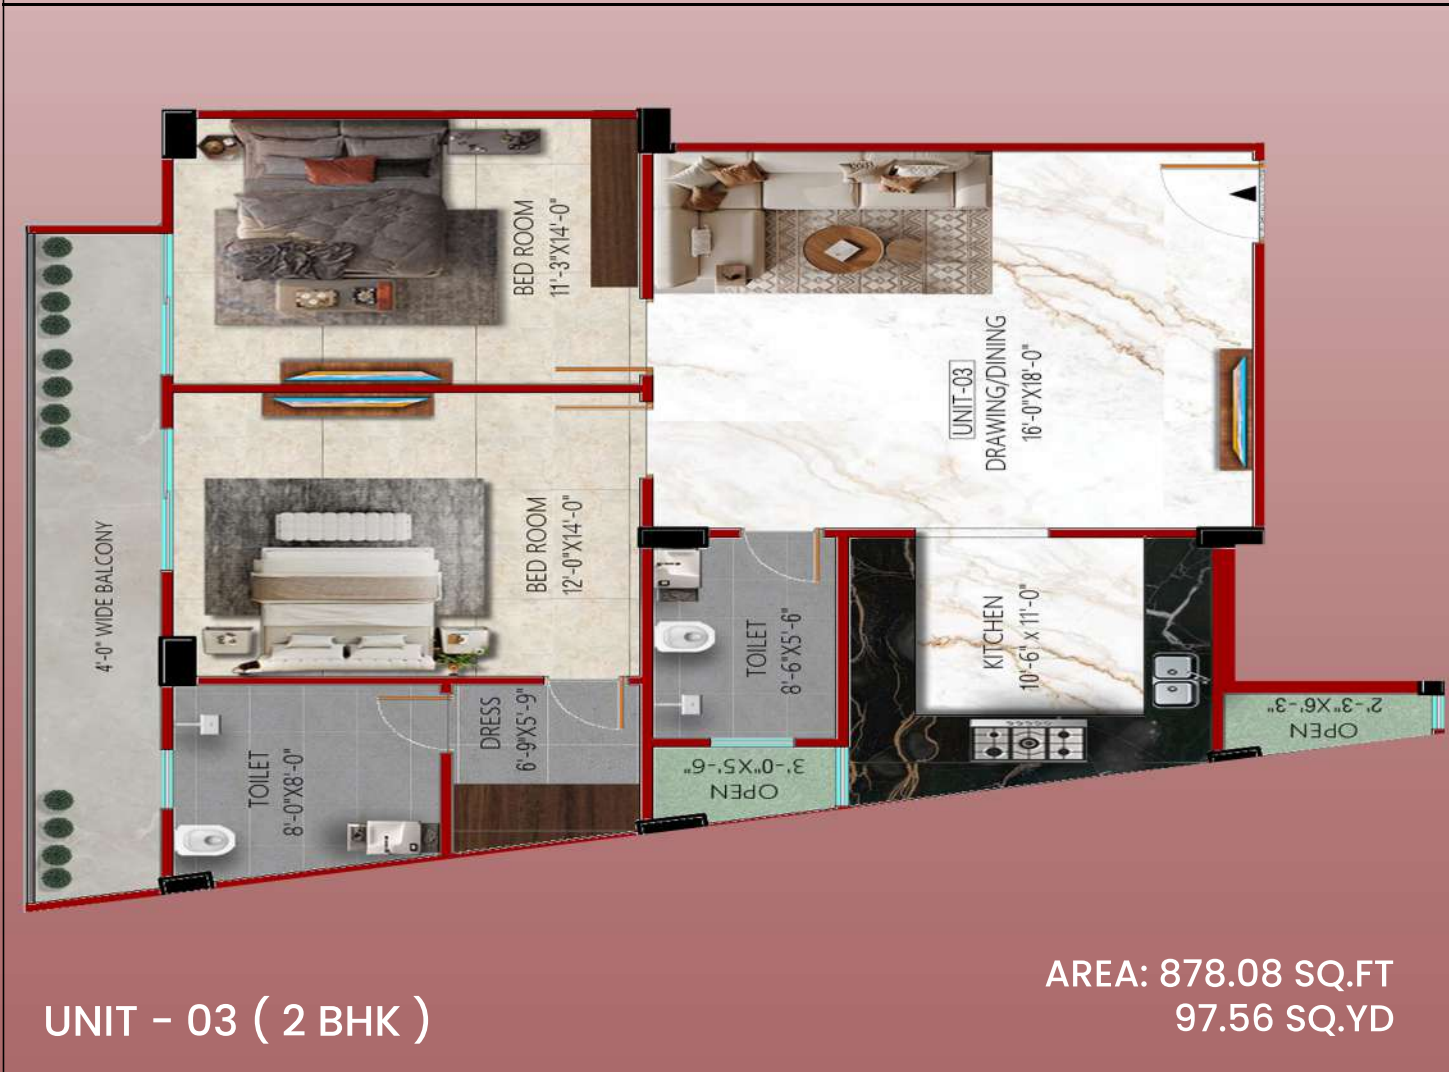 BED ROOM
11'-3"X14'-0"
UNIT-03
DRAWING/DINING
16'-0"X18'-0"
4'-0" WIDE BALCONY
BED ROOM
12'-0"X14'-0"
TOILET
8'-6"X5'-6"
KITCHEN
10'-6" x 11'-0"
DRESS
6'-9"X5'-9"
TOILET
8'-0"X8'-0"
OPEN
3'-0"X5'-6"
OPEN
2'-3"X6'-3"
UNIT - 03 ( 2 BHK )
AREA: 878.08 SQ.FT
97.56 SQ.YD